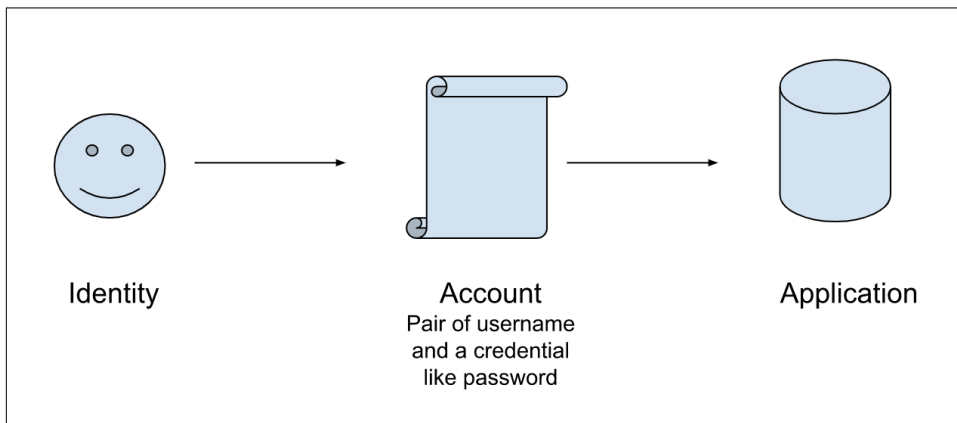 Identity
Account
Pair of username
and a credential
like password
Application